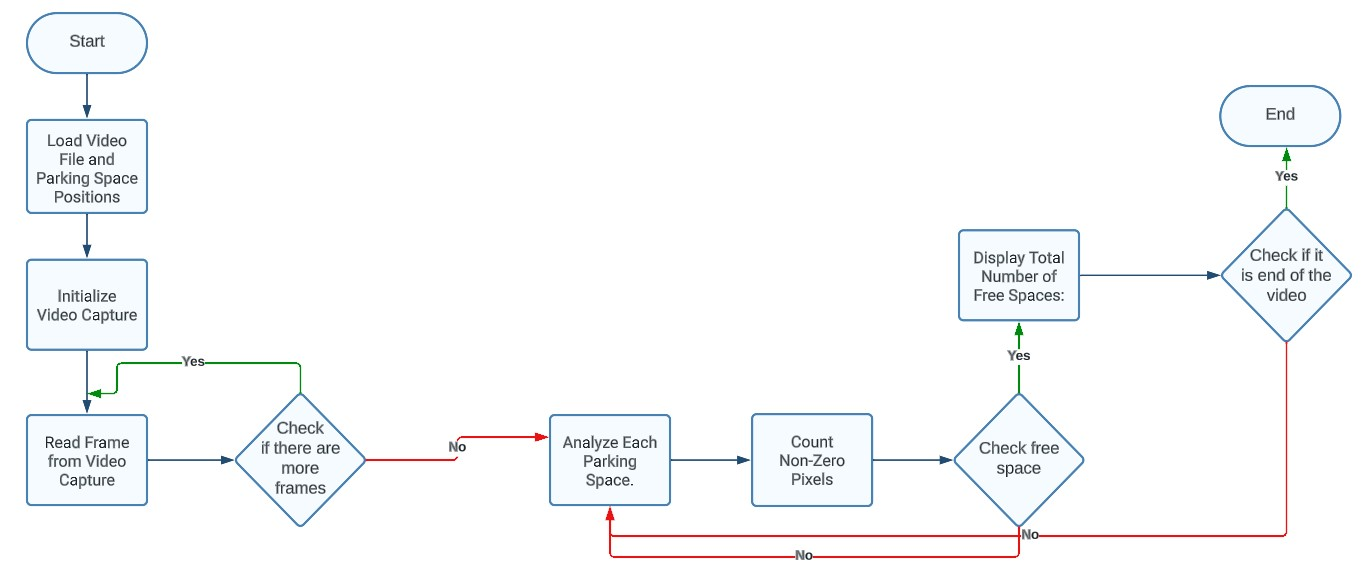 Start
Load Video
File and
Parking Space
Positions
Initialize
Video Capture
Yes
Read Frame
from Video
Capture
Check
if there are
more
frames
No
Analyze Each
Parking
Space.
Count
Non-Zero
Pixels
Check free
space
Yes
No
Display Total
Number of
Free Spaces:
Check if it
is end of the
video
Yes
No
End